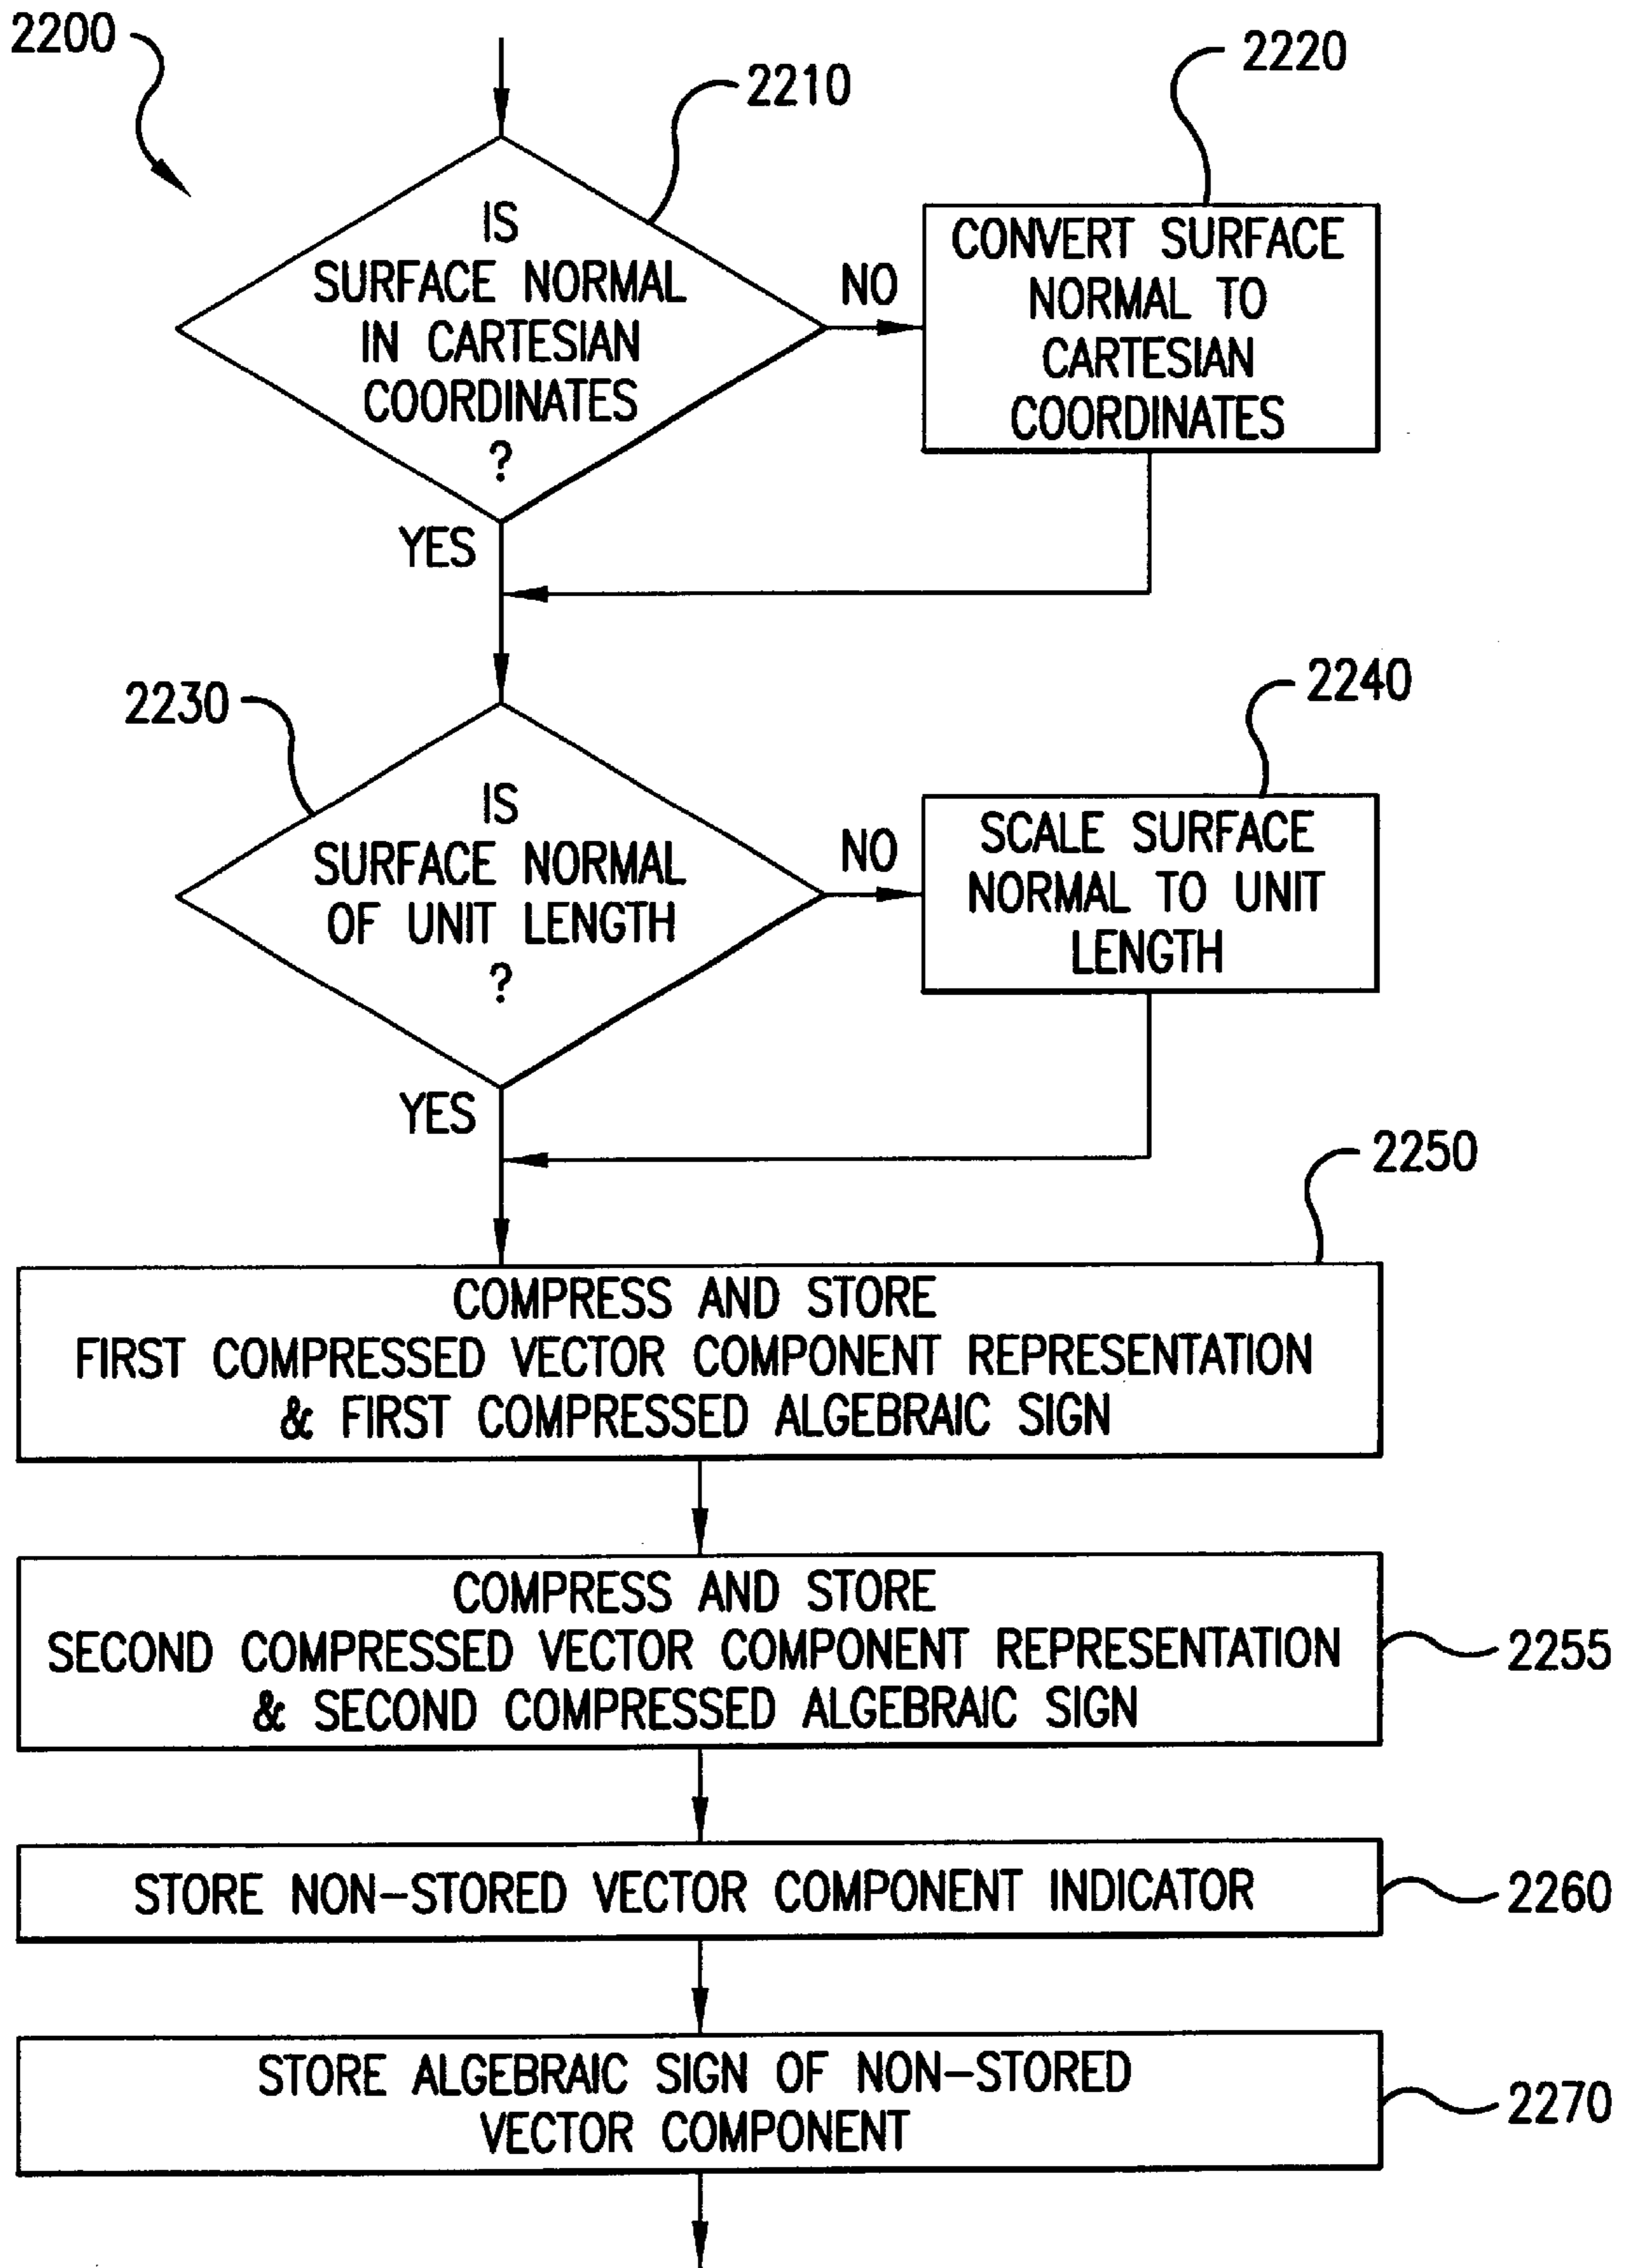 2200
2210
2220
IS
SURFACE NORMAL
IN CARTESIAN
COORDINATES
?
NO
CONVERT SURFACE
NORMAL TO
CARTESIAN
COORDINATES
YES
2230
2240
IS
SURFACE NORMAL
OF UNIT LENGTH
?
NO
SCALE SURFACE
NORMAL TO UNIT
LENGTH
YES
2250
COMPRESS AND STORE
FIRST COMPRESSED VECTOR COMPONENT REPRESENTATION
& FIRST COMPRESSED ALGEBRAIC SIGN
COMPRESS AND STORE
SECOND COMPRESSED VECTOR COMPONENT REPRESENTATION
& SECOND COMPRESSED ALGEBRAIC SIGN
2255
STORE NON-STORED VECTOR COMPONENT INDICATOR
2260
STORE ALGEBRAIC SIGN OF NON-STORED
VECTOR COMPONENT
2270